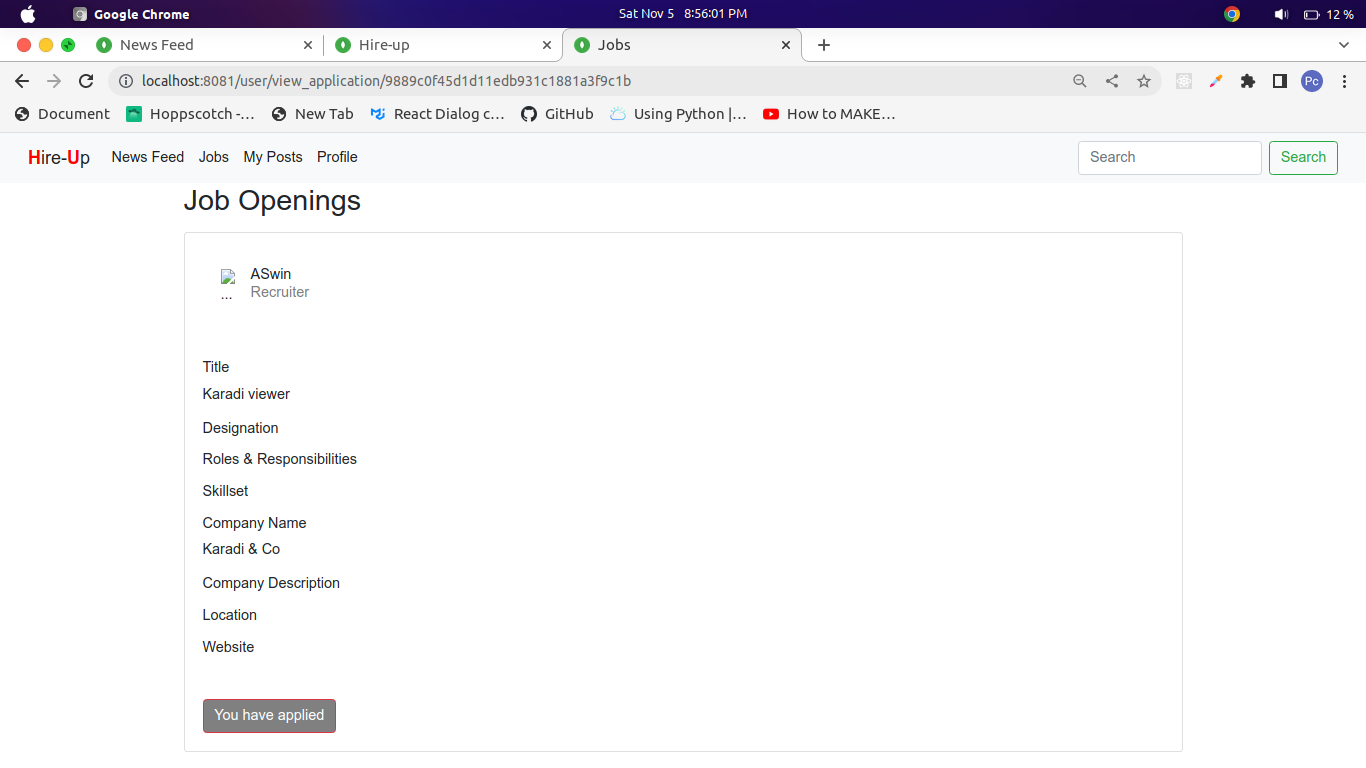 Google Chrome
Sat Nov 5 8:56:01 PM
12 %
News Feed
Hire-up
Jobs
localhost:8081/user/view_application/9889c0f45d1d11edb931c1881a3f9c1b
Pc
Document
Hoppscotch -...
New Tab
React Dialog c...
GitHub
Using Python |...
How to MAKE...
Hire-Up
News Feed
Jobs
My Posts
Profile
Search
Search
Job Openings
...
ASwin
Recruiter
Title
Karadi viewer
Designation
Roles & Responsibilities
Skillset
Company Name
Karadi & Co
Company Description
Location
Website
You have applied